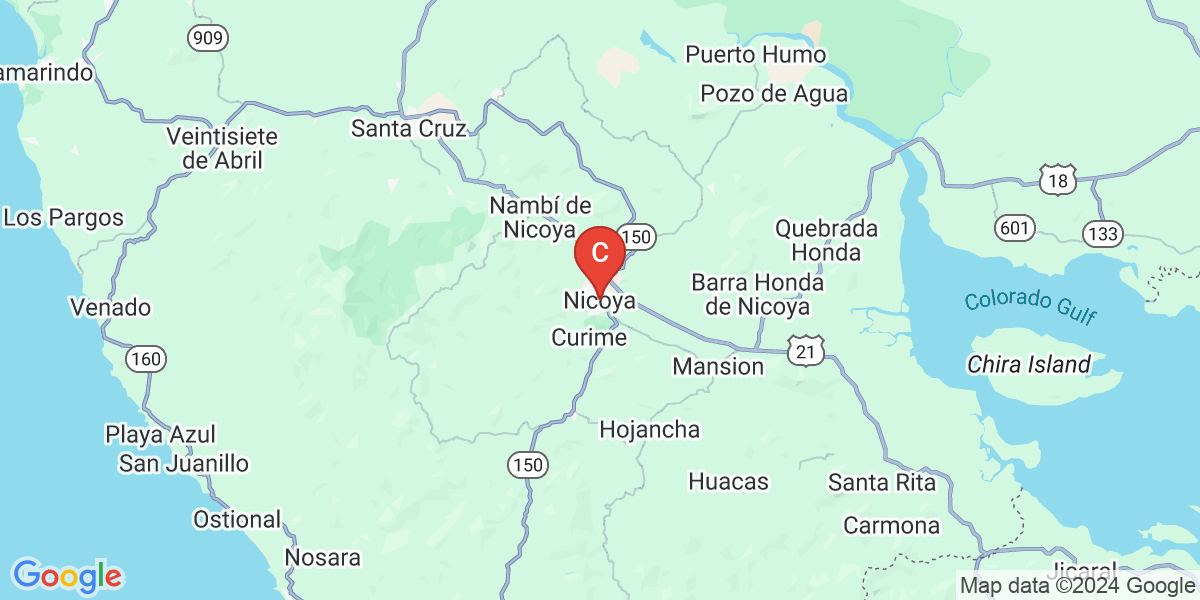 909
Puerto Humo
amarindo
Pozo de Agua
Santa Cruz
Veintisiete
de Abril
18
Nambí de
Nicoya
Los Pargos
150
601
133
Quebrada
Honda
C
Barra Honda
de Nicoya
Colorado Gulf
Nicoya
Venado
Curime
21
160
Mansion
Chira Island
Playa Azul
Hojancha
San Juanillo
150
Huacas
Santa Rita
Ostional
Carmona
Nosara
Jicaral
Google
Map data ©2024 Google